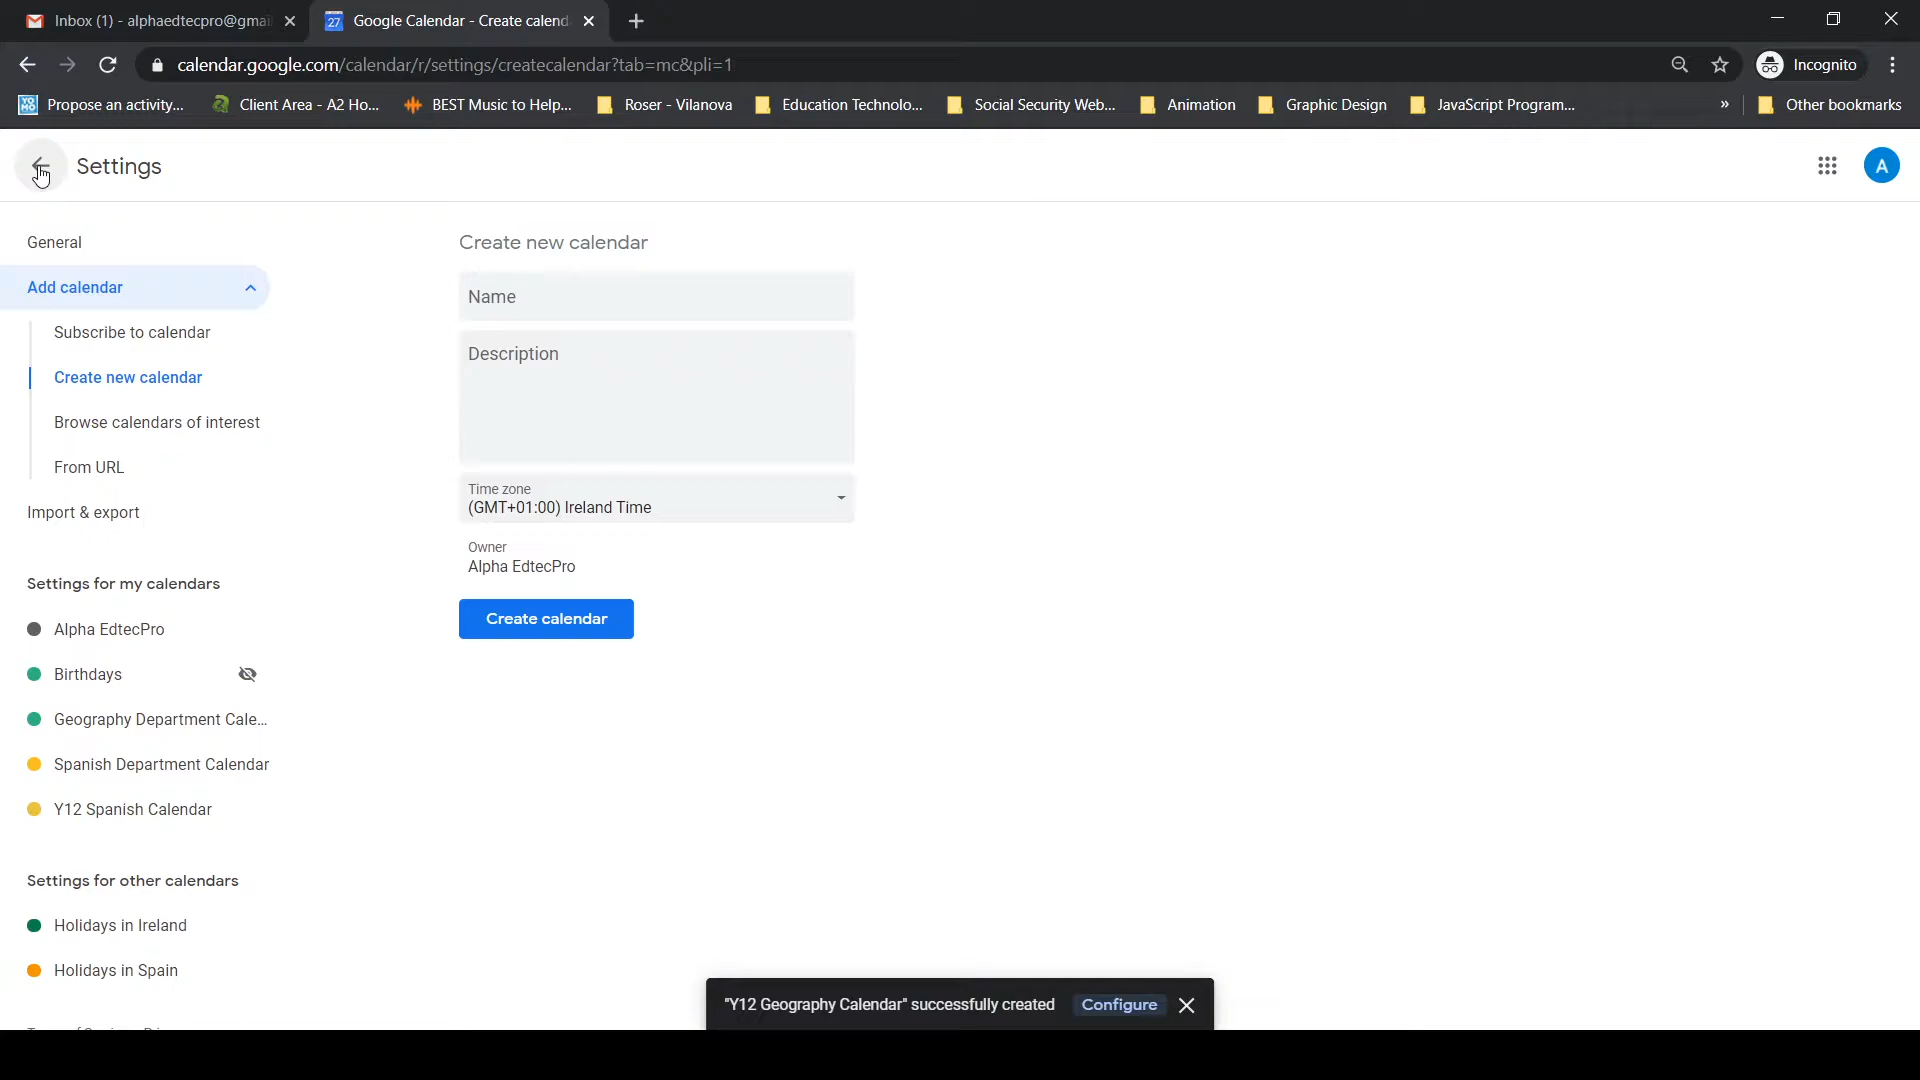 Inbox (1) - alphaedtecpro@gmai
Google Calendar - Create calend
calendar.google.com/calendar/r/settings/createcalendar?tab=mc&pli=1
Incognito
Propose an activity...
Client Area - A2 Ho...
BEST Music to Help...
Roser - Vilanova
Education Technolo...
Social Security Web...
Animation
Graphic Design
JavaScript Program...
»
Other bookmarks
Settings
A
General
Add calendar
Subscribe to calendar
Create new calendar
Browse calendars of interest
From URL
Import & export
Settings for my calendars
Alpha EdtecPro
Birthdays
Geography Department Cale...
Spanish Department Calendar
Y12 Spanish Calendar
Settings for other calendars
Holidays in Ireland
Holidays in Spain
Create new calendar
Name
Description
Time zone
(GMT+01:00) Ireland Time
Owner
Alpha EdtecPro
Create calendar
"Y12 Geography Calendar" successfully created Configure